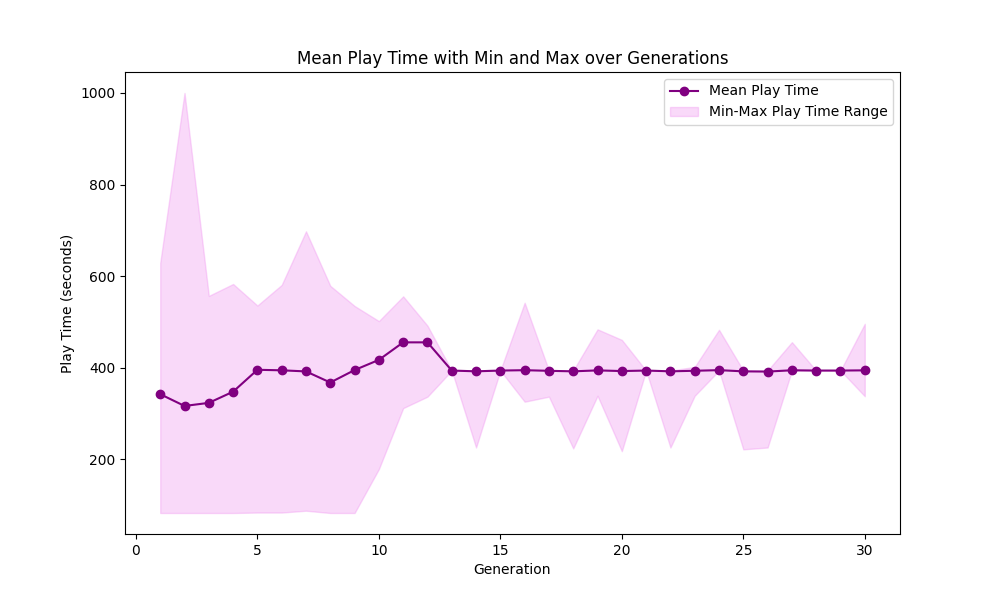 Mean Play Time with Min and Max over Generations
Mean Play Time
Min-Max Play Time Range
Play Time (seconds)
1000
800
600
400
200
0 5 10 15 20 25 30
Generation